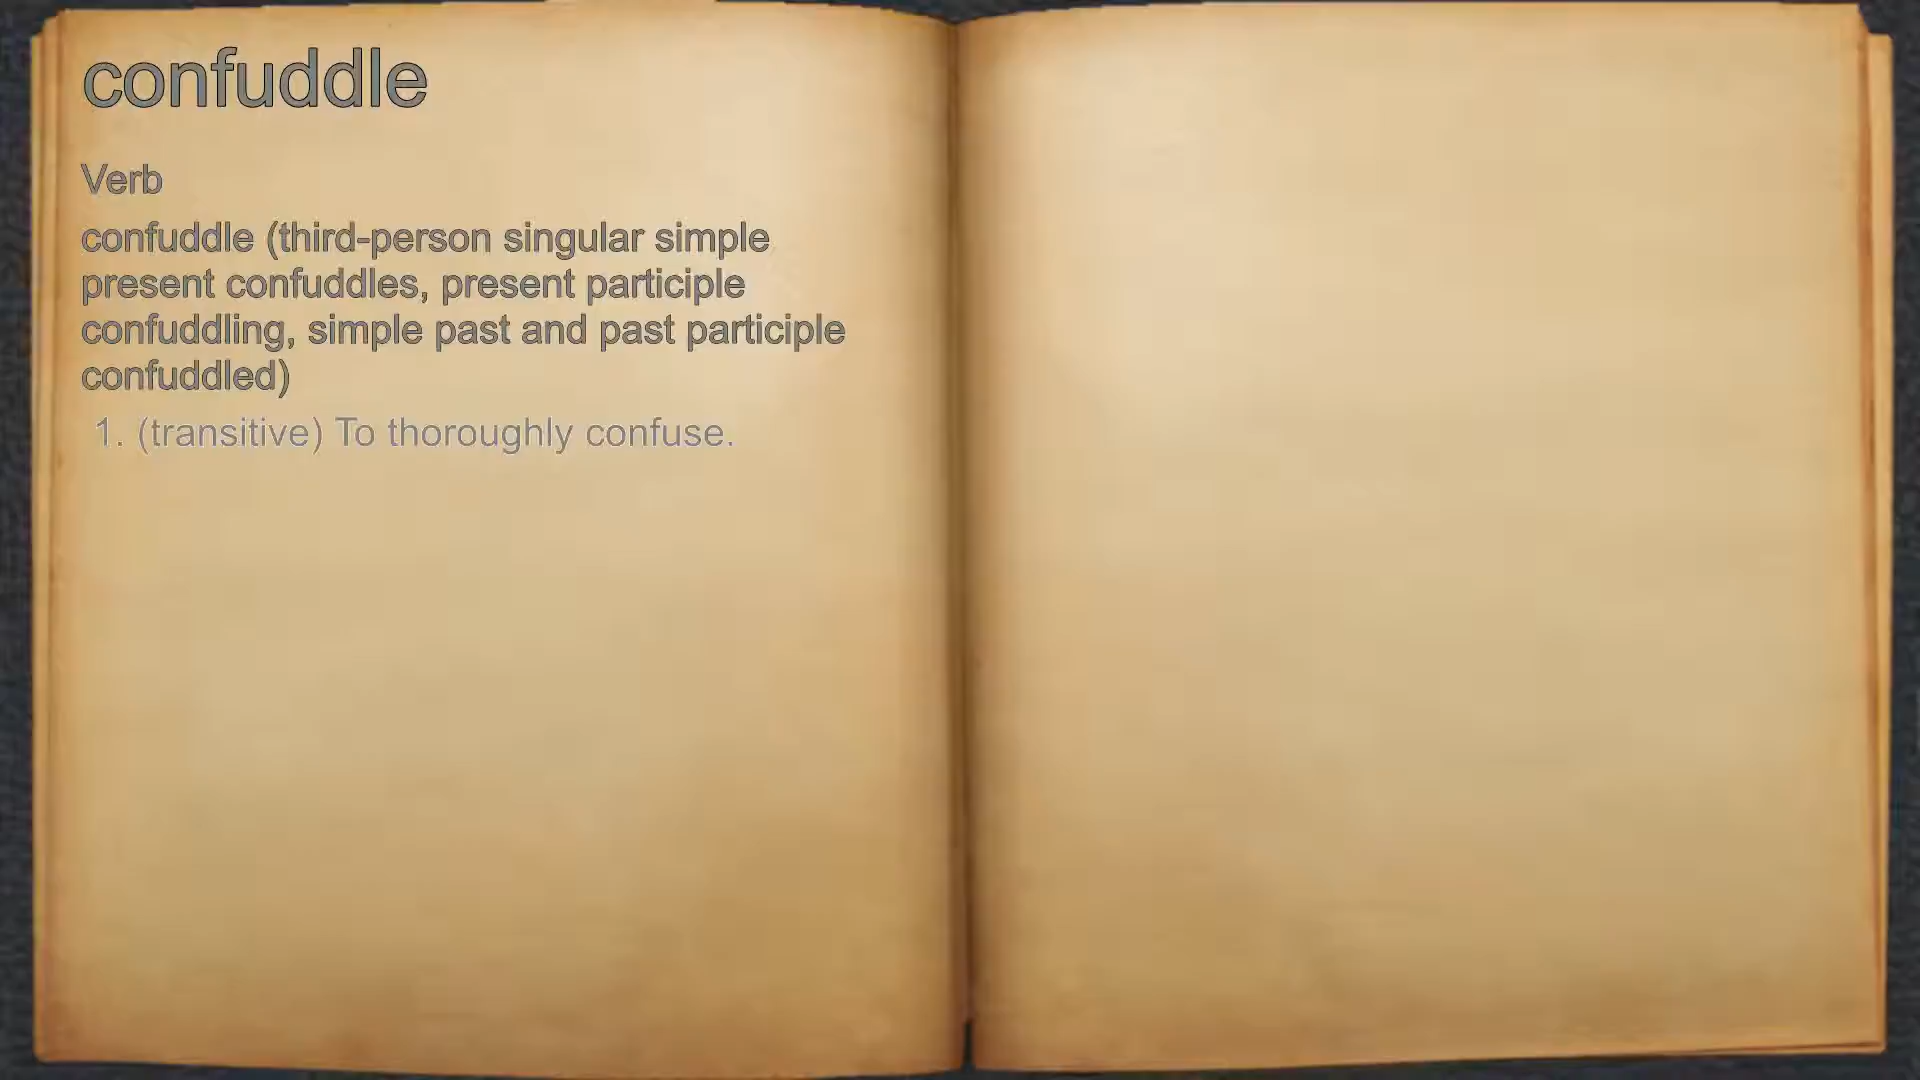 confuddle
Verb
confuddle (third-person singular simple
present confuddles, present participle
confuddling, simple past and past participle
confuddled)
1. (transitive) To thoroughly confuse.